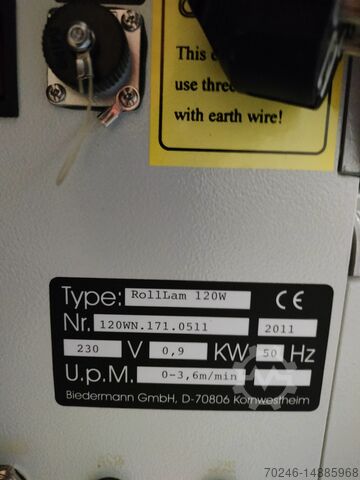 This
use three
with earth wire!
Type: RollLam 120W CE
Nr. 120WN.171.0511 2011
230 V 0,9 KW 50 Hz
U.p.M. 0-3,6m/min
Biedermann GmbH, D-70806 Kornwestheim
70246-14885968